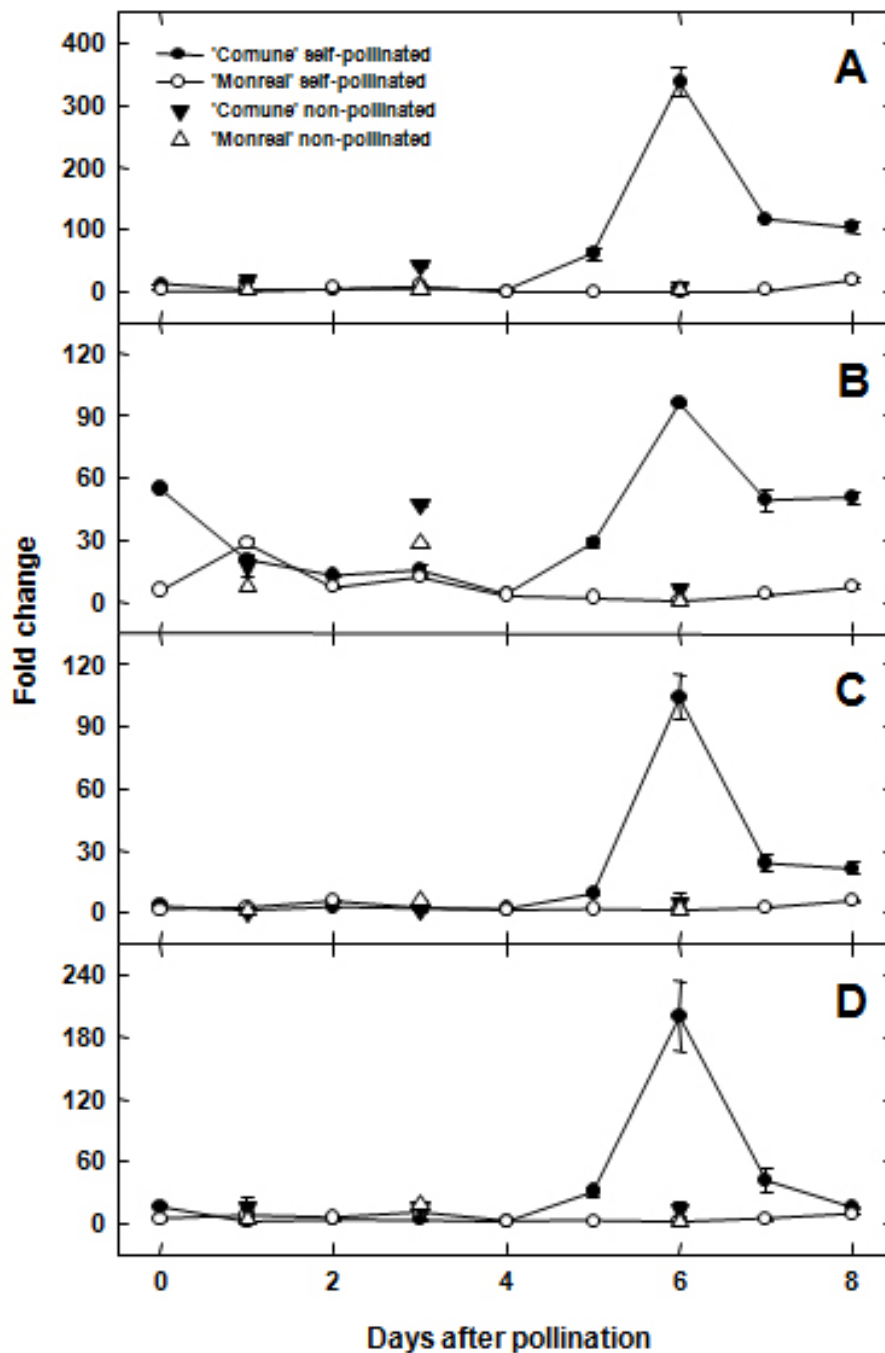 400
'Comune' self-pollinated
A
'Monreal' self-pollinated
300
'Comune' non-pollinated
'Monreal' non-pollinated
200
100
0
120
B
90
60
30
0
Fold change
120
C
90
60
30
0
240
D
180
120
60
0
0 2 4 6 8
Days after pollination